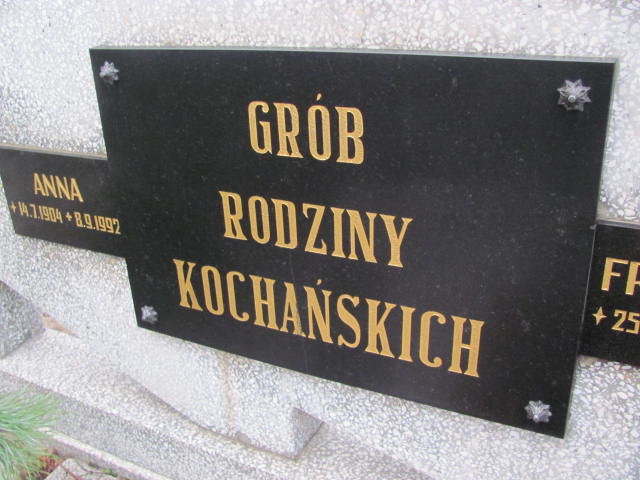 GRÓB
RODZINY
KOCHAŃSKICH
ANNA
+ 14.7.1904 + 8.9.1992